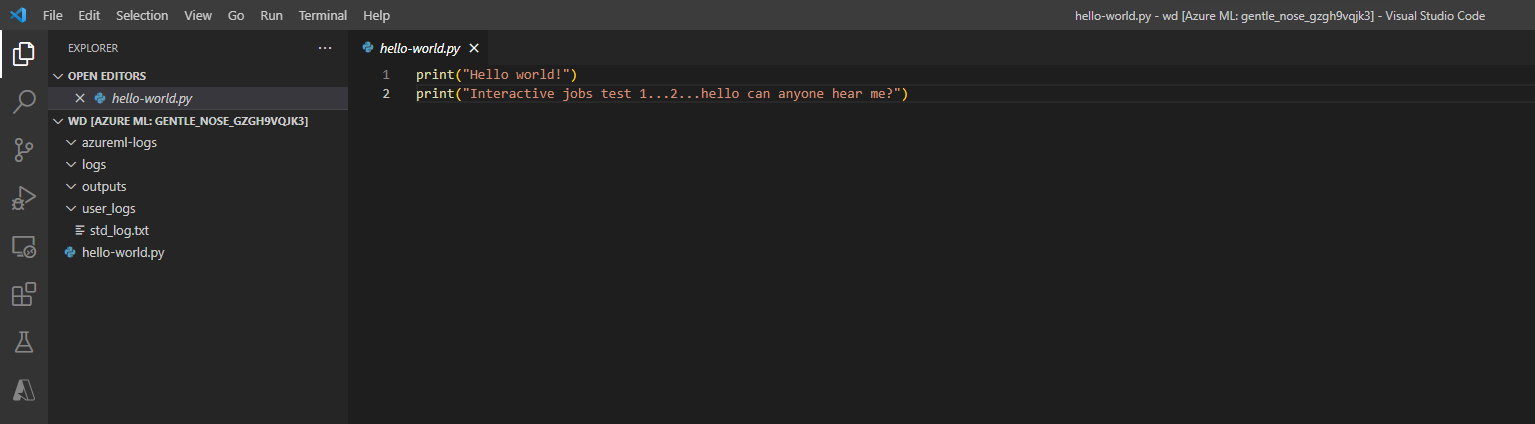 File Edit Selection View Go Run Terminal Help
hello-world.py - wd [Azure ML: gentle_nose_gzgh9vqjk3] - Visual Studio Code
EXPLORER
OPEN EDITORS
hello-world.py
WD [AZURE ML: GENTLE_NOSE_GZGH9VQJK3]
azureml-logs
logs
outputs
user_logs
std_log.txt
hello-world.py
hello-world.py
1 print("Hello world!")
2 print("Interactive jobs test 1...2...hello can anyone hear me?")